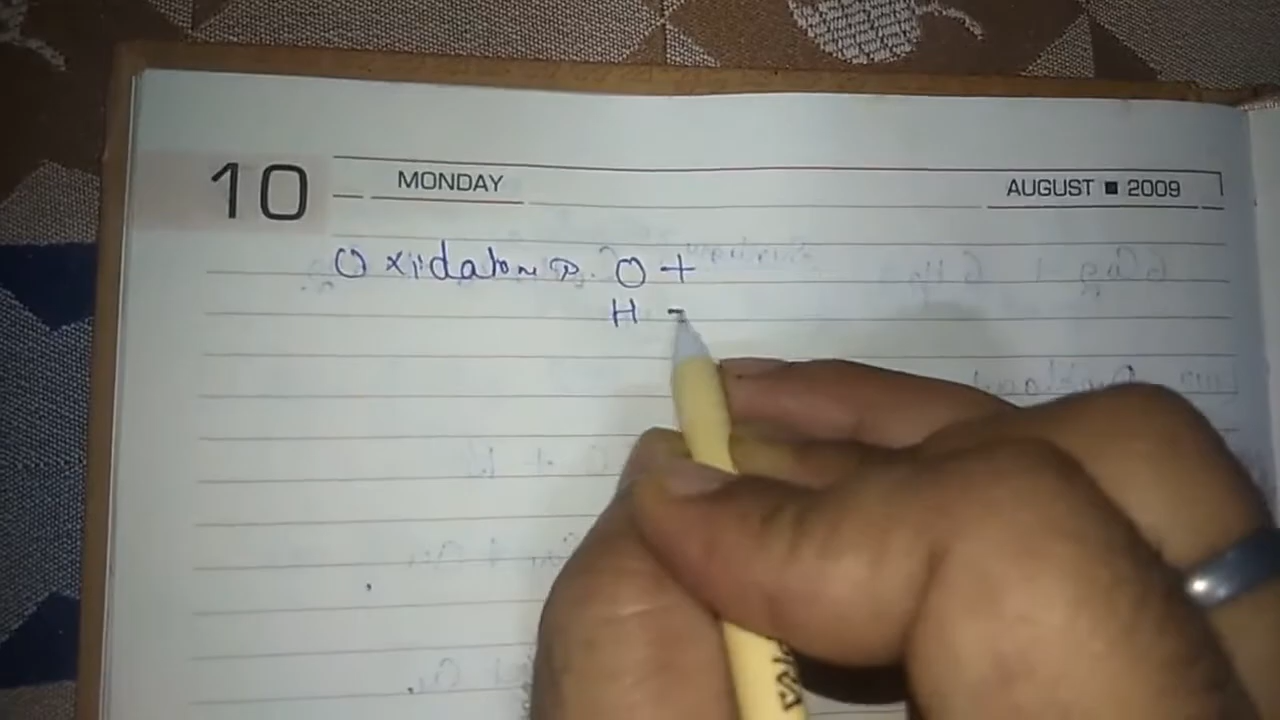 10 MONDAY AUGUST ■ 2009
Oxidation O +
H -